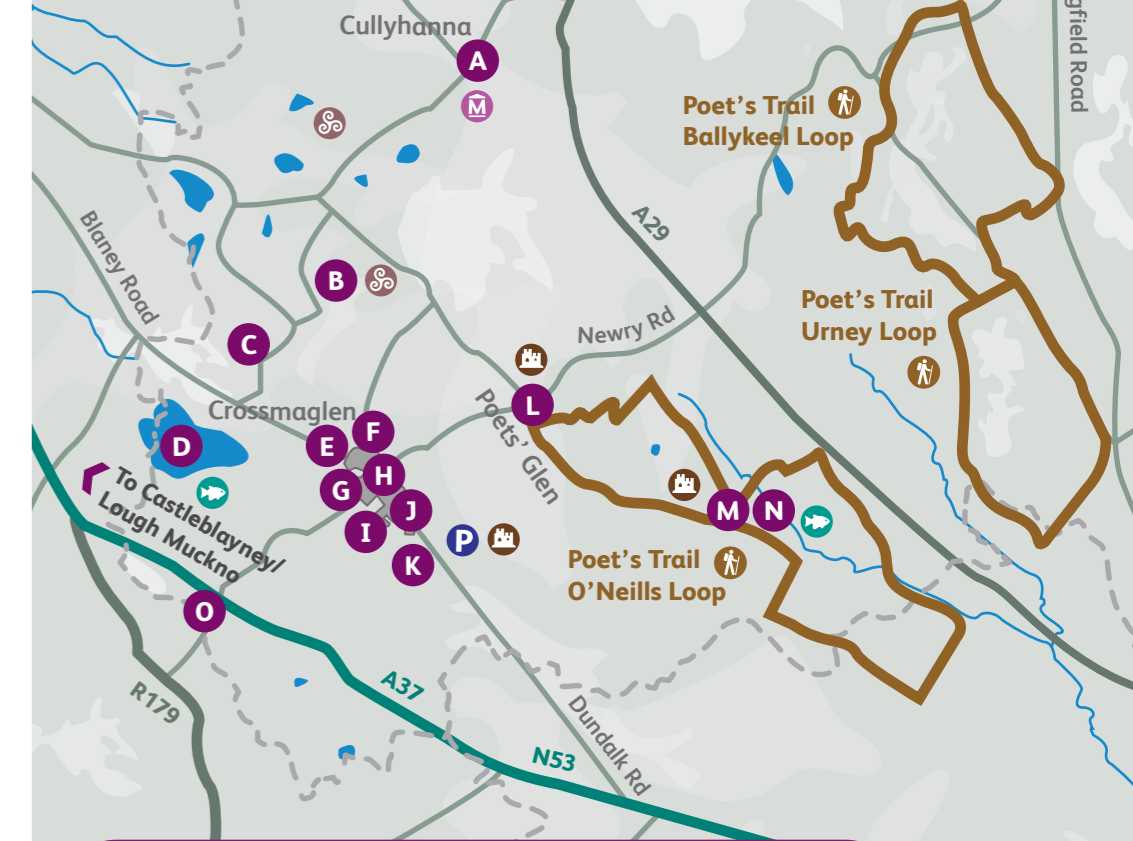 Cullyhanna
A
M
gfield Road
Poet's Trail
Ballykeel Loop
A29
Blaney Road
B
Poet's Trail
Urney Loop
Newry Rd
C
L
Crossmaglen
Poets' Glen
F
E
D
H
G
J
I
K
P
M
N
To Castleblayney/
Lough Muckno
Poet's Trail
O'Neills Loop
O
R179
A37
Dundalk Rd
N53